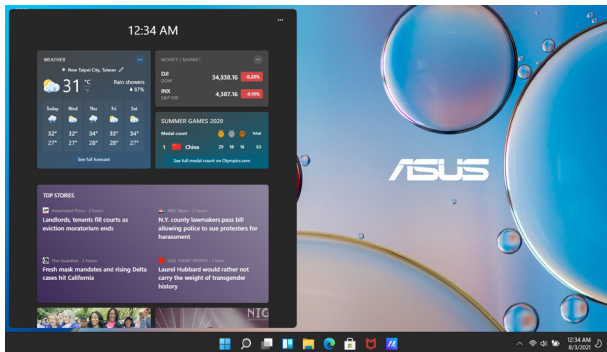 12:34 AM
WEATHER
New Taipei City, Taiwan
31 °C
Rain showers
67%
Today Wed Thu Fri Sat
32° 32° 34° 33° 34°
27° 27° 28° 27° 27°
See full forecast
MONEY | MARKET
DJI 34,838.16 -0.28%
DOW
INX 4,387.16 -0.18%
S&P 500
SUMMER GAMES 2020
Medal count Total
1 China 29 18 16 63
See full medal count on Olympics.com
TOP STORIES
Associated Press · 2 hours
Landlords, tenants fill courts as
eviction moratorium ends
NBC News · 2 hours
N.Y. county lawmakers pass bill
allowing police to sue protesters for
harassment
The Guardian · 2 hours
Fresh mask mandates and rising Delta
cases hit California
USA TODAY SPORTS · 1 hour
Laurel Hubbard would rather not
carry the weight of transgender
history
NIC
ASUS
12:34 AM
8/3/2021